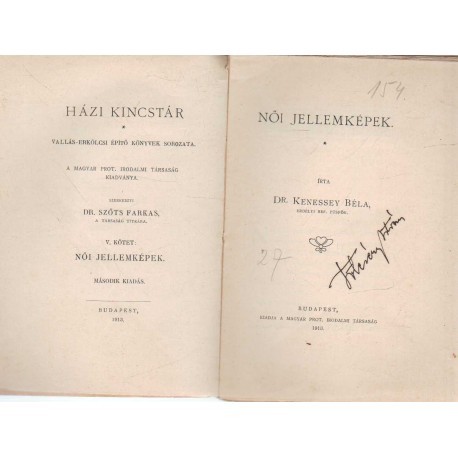 HÁZI KINCSTÁR
VALLÁS-ERKÖLCSI ÉPITŐ KÖNYVEK SOROZATA.
A MAGYAR PROT. IRODALMI TÁRSASÁG
KIADVÁNYA.
SZERKESZTI
DR. SZŐTS FARKAS,
A TÁRSASÁG TITKÁRA.
V. KÖTET:
NŐI JELLEMKÉPEK.
MÁSODIK KIADÁS.
BUDAPEST,
1912.
154
NŐI JELLEMKÉPEK.
IRTA
DR. KENESSEY BÉLA,
ERDÉLYI REF. PÜSPÖK.
27
BUDAPEST,
KIADJA A MAGYAR PROT. IRODALMI TÁRSASÁG
1912.